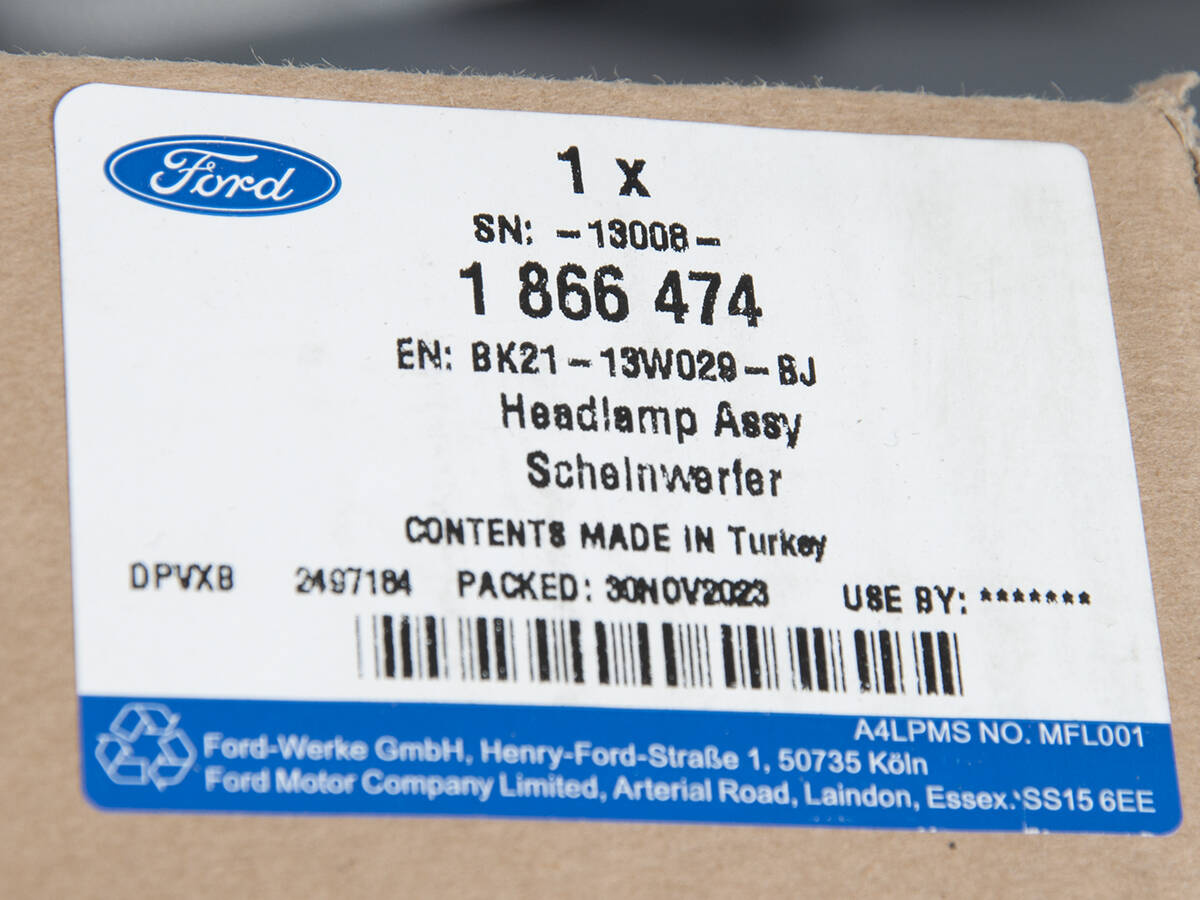 Ford
1 x
SN: -13008-
1 866 474
EN: BK21-13W029-BJ
Headlamp Assy
Scheinwerfer
CONTENTS MADE IN Turkey
DPVXB 2497184 PACKED: 30NOV2023 USE BY: *******
A4LPMS NO. MFL001
Ford-Werke GmbH, Henry-Ford-Straße 1, 50735 Köln
Ford Motor Company Limited, Arterial Road, Laindon, Essex. SS15 6EE